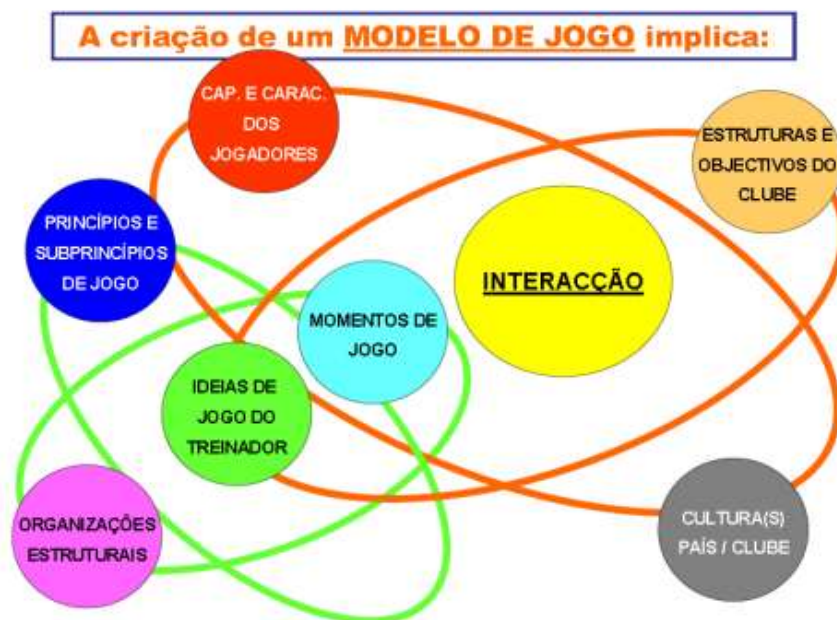 A criação de um MODELO DE JOGO implica:
CAP. E CARAC.
DOS
JOGADORES
ESTRUTURAS E
OBJECTIVOS DO
CLUBE
PRINCÍPIOS E
SUBPRINCÍPIOS
DE JOGO
INTERACÇÃO
MOMENTOS DE
JOGO
IDEIAS DE
JOGO DO
TREINADOR
ORGANIZAÇÕES
ESTRUTURAIS
CULTURA(S)
PAÍS / CLUBE